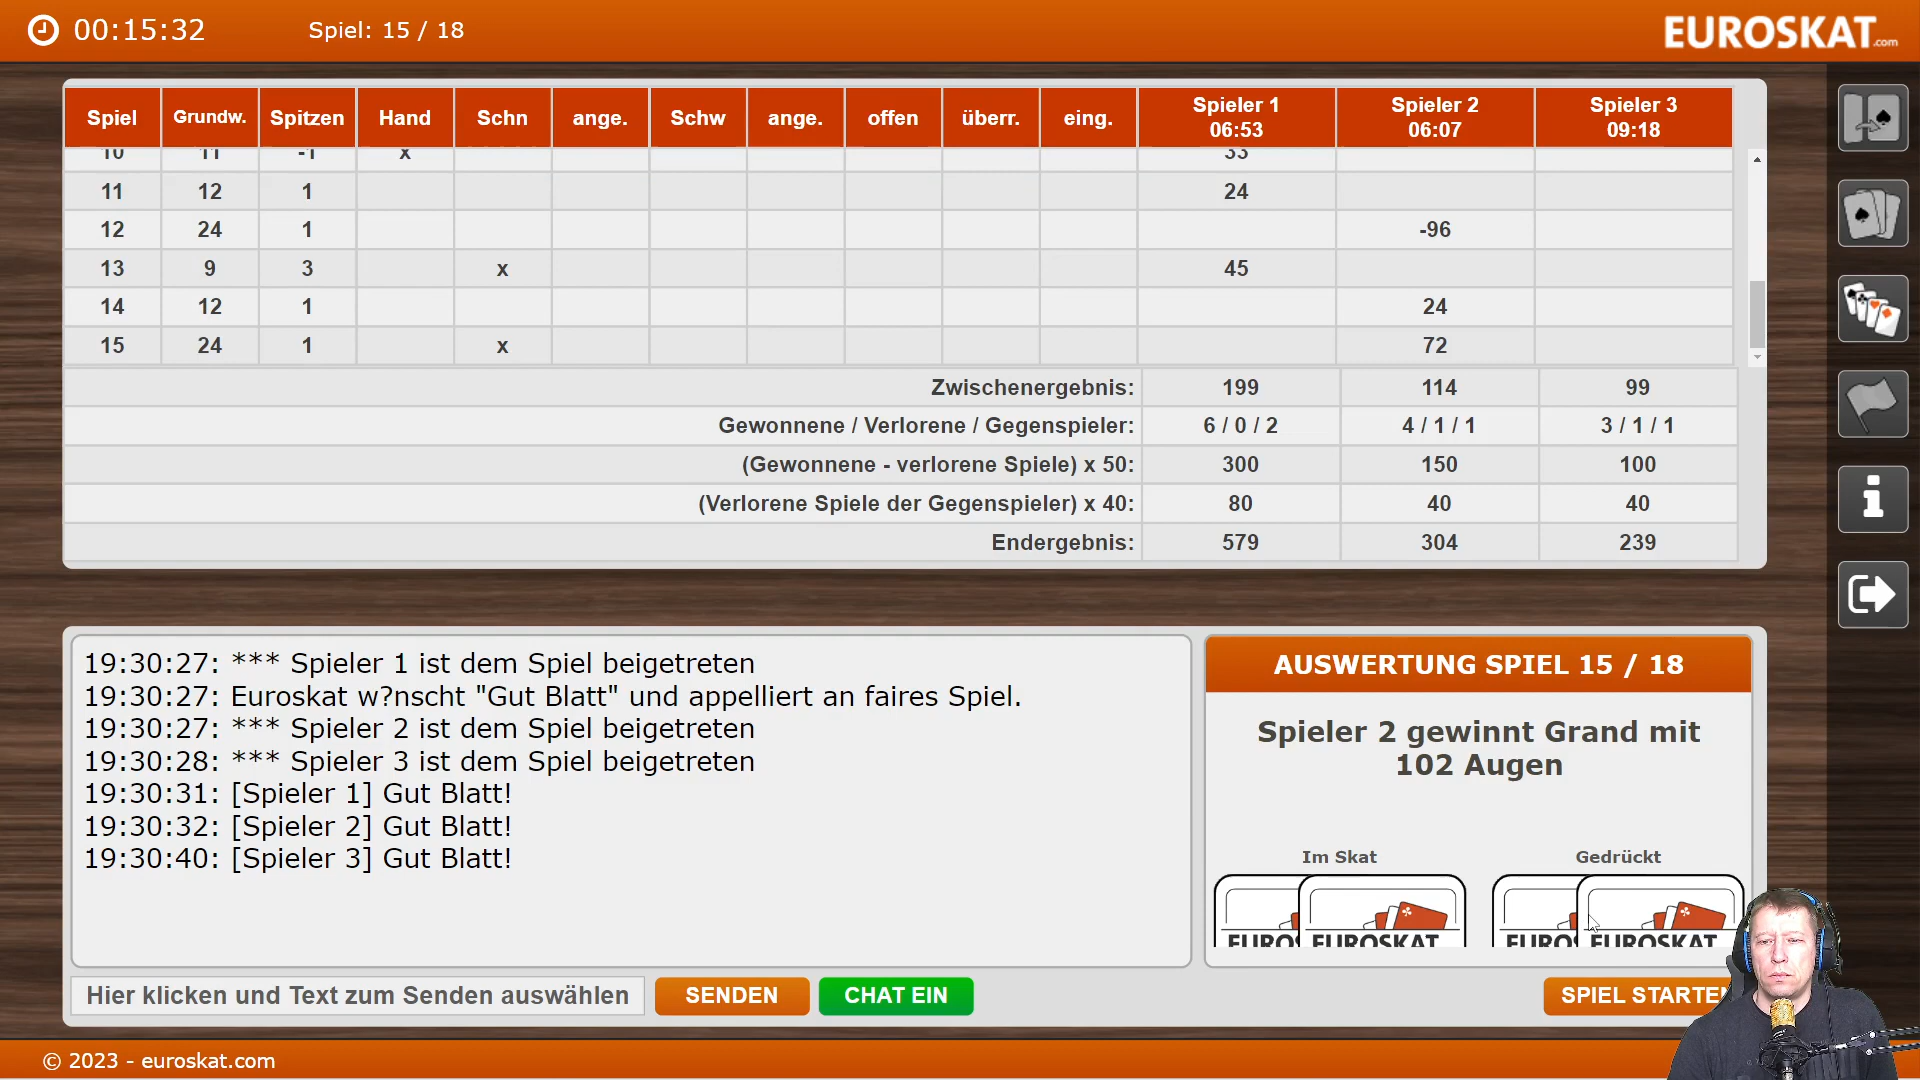 00:15:32 Spiel: 15 / 18 EUROSKAT.com
Spiel Grundw. Spitzen Hand Schn ange. Schw ange. offen überr. eing. Spieler 1 06:53 Spieler 2 06:07 Spieler 3 09:18
10 11 -1 x 33
11 12 1 24
12 24 1 -96
13 9 3 x 45
14 12 1 24
15 24 1 x 72
Zwischenergebnis: 199 114 99
Gewonnene / Verlorene / Gegenspieler: 6 / 0 / 2 4 / 1 / 1 3 / 1 / 1
(Gewonnene - verlorene Spiele) x 50: 300 150 100
(Verlorene Spiele der Gegenspieler) x 40: 80 40 40
Endergebnis: 579 304 239
19:30:27: *** Spieler 1 ist dem Spiel beigetreten
19:30:27: Euroskat w?nscht "Gut Blatt" und appelliert an faires Spiel.
19:30:27: *** Spieler 2 ist dem Spiel beigetreten
19:30:28: *** Spieler 3 ist dem Spiel beigetreten
19:30:31: [Spieler 1] Gut Blatt!
19:30:32: [Spieler 2] Gut Blatt!
19:30:40: [Spieler 3] Gut Blatt!
AUSWERTUNG SPIEL 15 / 18
Spieler 2 gewinnt Grand mit
102 Augen
Im Skat Gedrückt
EUROS EUROSKAT EUROS EUROSKAT
Hier klicken und Text zum Senden auswählen SENDEN CHAT EIN SPIEL STARTEN
© 2023 - euroskat.com